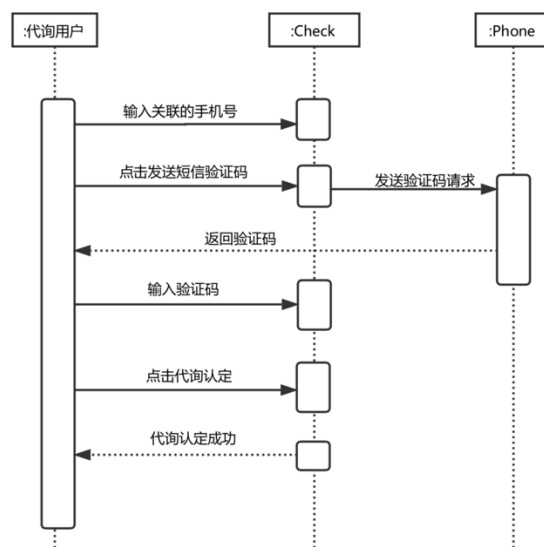 :代询用户
:Check
:Phone
输入关联的手机号
点击发送短信验证码
发送验证码请求
返回验证码
输入验证码
点击代询认定
代询认定成功